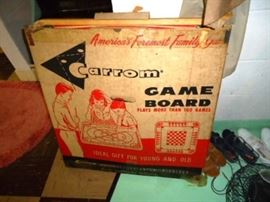 America's Foremost Family Game
Carrom
GAME
BOARD
PLAYS MORE THAN 100 GAMES
IDEAL GIFT FOR YOUNG AND OLD